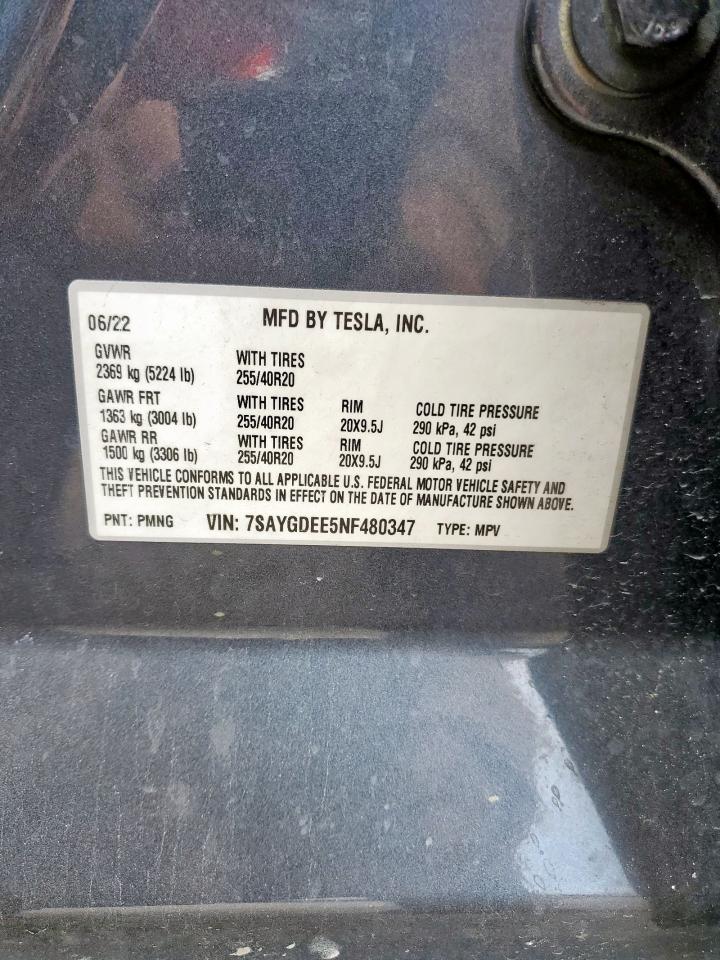 06/22 MFD BY TESLA, INC.
GVWR WITH TIRES
2369 kg (5224 lb) 255/40R20
GAWR FRT WITH TIRES RIM COLD TIRE PRESSURE
1363 kg (3004 lb) 255/40R20 20X9.5J 290 kPa, 42 psi
GAWR RR WITH TIRES RIM COLD TIRE PRESSURE
1500 kg (3306 lb) 255/40R20 20X9.5J 290 kPa, 42 psi
THIS VEHICLE CONFORMS TO ALL APPLICABLE U.S. FEDERAL MOTOR VEHICLE SAFETY AND
THEFT PREVENTION STANDARDS IN EFFECT ON THE DATE OF MANUFACTURE SHOWN ABOVE.
PNT: PMNG VIN: 7SAYGDEE5NF480347 TYPE: MPV